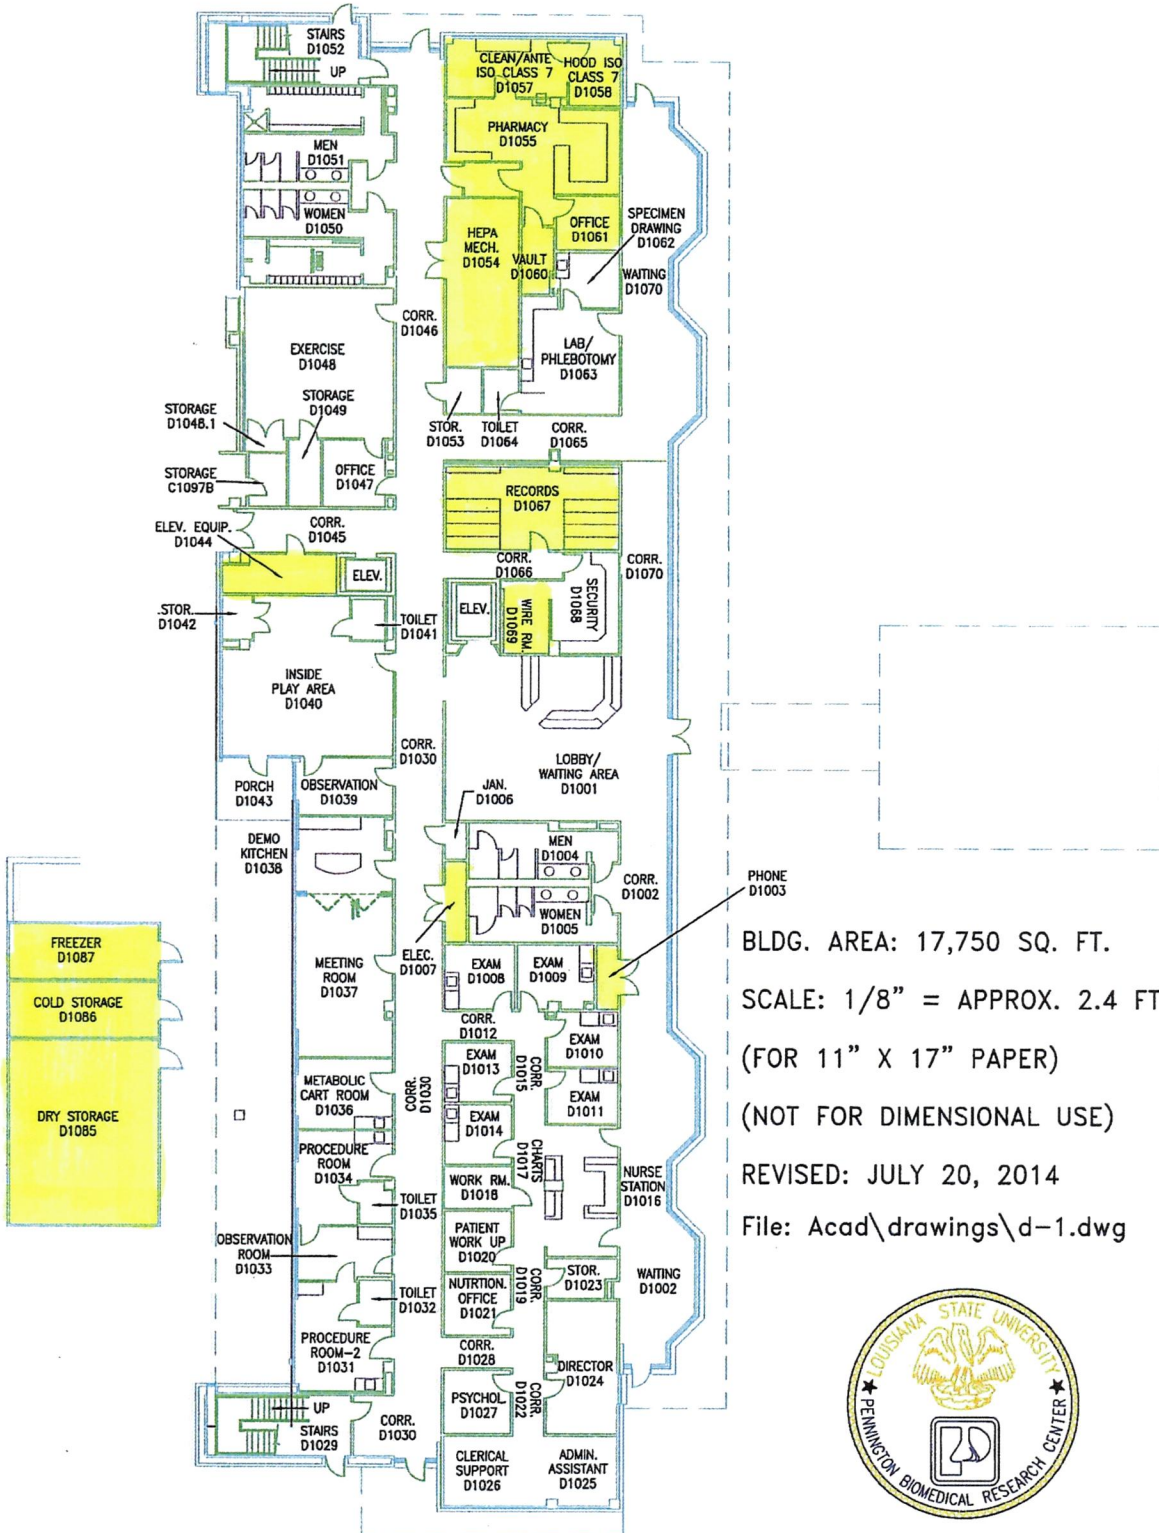 STAIRS
D1052
UP
CLEAN/ANTE
ISO CLASS 7
D1057
HOOD ISO
CLASS 7
D1058
PHARMACY
D1055
MEN
D1051
WOMEN
D1050
HEPA
MECH.
D1054
VAULT
D1060
OFFICE
D1061
SPECIMEN
DRAWING
D1062
WAITING
D1070
CORR.
D1046
EXERCISE
D1048
LAB/
PHLEBOTOMY
D1063
STORAGE
D1049
STORAGE
D1048.1
STOR.
D1053
TOILET
D1064
CORR.
D1065
STORAGE
C1097B
OFFICE
D1047
RECORDS
D1067
ELEV. EQUIP.
D1044
CORR.
D1045
CORR.
D1066
CORR.
D1070
ELEV.
ELEV.
WIRE RM.
D1069
SECURITY
D1068
STOR.
D1042
TOILET
D1041
INSIDE
PLAY AREA
D1040
CORR.
D1030
LOBBY/
WAITING AREA
D1001
PORCH
D1043
OBSERVATION
D1039
JAN.
D1006
DEMO
KITCHEN
D1038
MEN
D1004
CORR.
D1002
PHONE
D1003
WOMEN
D1005
FREEZER
D1087
COLD STORAGE
D1086
DRY STORAGE
D1085
MEETING
ROOM
D1037
ELEC.
D1007
EXAM
D1008
EXAM
D1009
CORR.
D1012
EXAM
D1010
EXAM
D1013
CORR.
D1015
EXAM
D1011
METABOLIC
CART ROOM
D1036
CORR.
D1030
EXAM
D1014
PROCEDURE
ROOM
D1034
CHARTS
D1017
WORK RM.
D1018
NURSE
STATION
D1016
TOILET
D1035
PATIENT
WORK UP
D1020
OBSERVATION
ROOM
D1033
STOR.
D1023
WAITING
D1002
TOILET
D1032
NUTRTION.
OFFICE
D1021
CORR.
D1019
PROCEDURE
ROOM-2
D1031
CORR.
D1028
DIRECTOR
D1024
PSYCHOL.
D1027
CORR.
D1022
UP
STAIRS
D1029
CORR.
D1030
CLERICAL
SUPPORT
D1026
ADMIN.
ASSISTANT
D1025
BLDG. AREA: 17,750 SQ. FT.
SCALE: 1/8" = APPROX. 2.4 FT
(FOR 11" X 17" PAPER)
(NOT FOR DIMENSIONAL USE)
REVISED: JULY 20, 2014
File: Acad\drawings\d-1.dwg
LOUISIANA STATE UNIVERSITY
PENNINGTON BIOMEDICAL RESEARCH CENTER